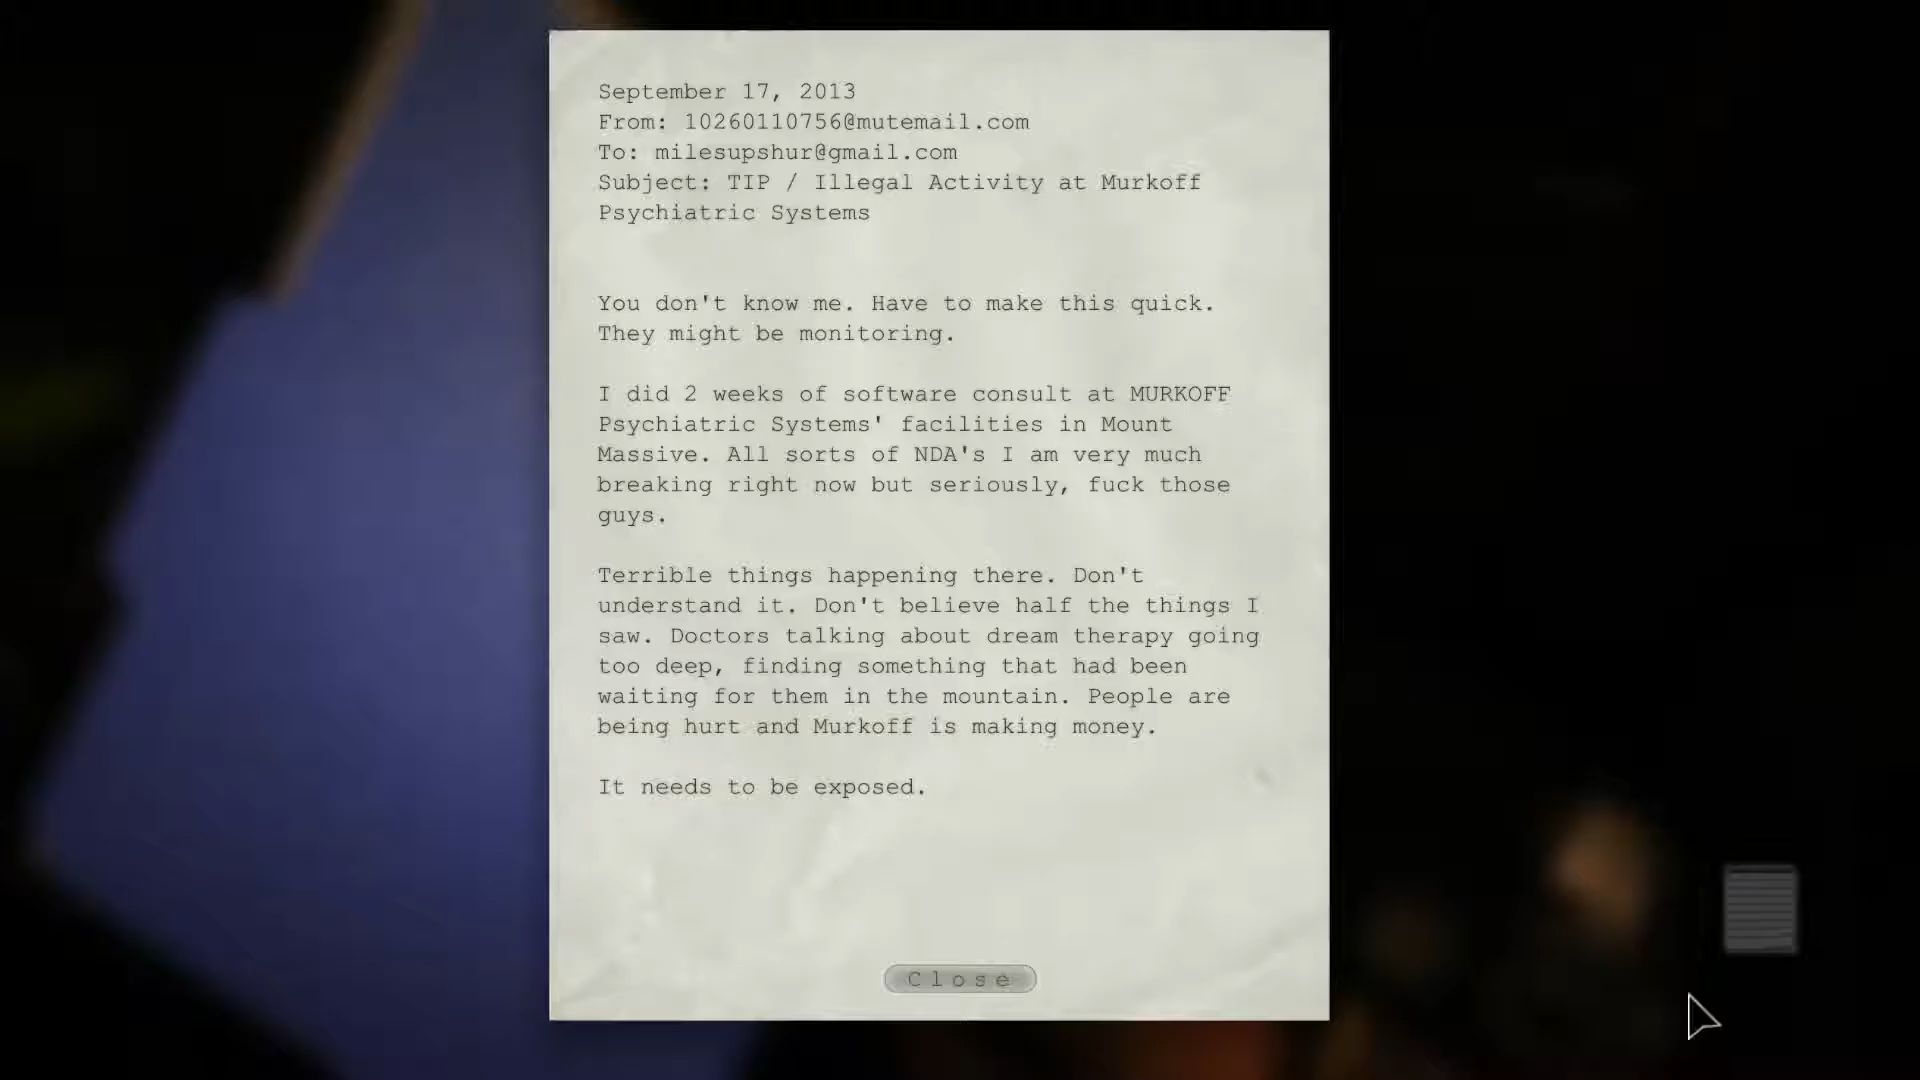 September 17, 2013
From: 10260110756@mutemail.com
To: milesupshur@gmail.com
Subject: TIP / Illegal Activity at Murkoff
Psychiatric Systems
You don't know me. Have to make this quick.
They might be monitoring.
I did 2 weeks of software consult at MURKOFF
Psychiatric Systems' facilities in Mount
Massive. All sorts of NDA's I am very much
breaking right now but seriously, fuck those
guys.
Terrible things happening there. Don't
understand it. Don't believe half the things I
saw. Doctors talking about dream therapy going
too deep, finding something that had been
waiting for them in the mountain. People are
being hurt and Murkoff is making money.
It needs to be exposed.
Close